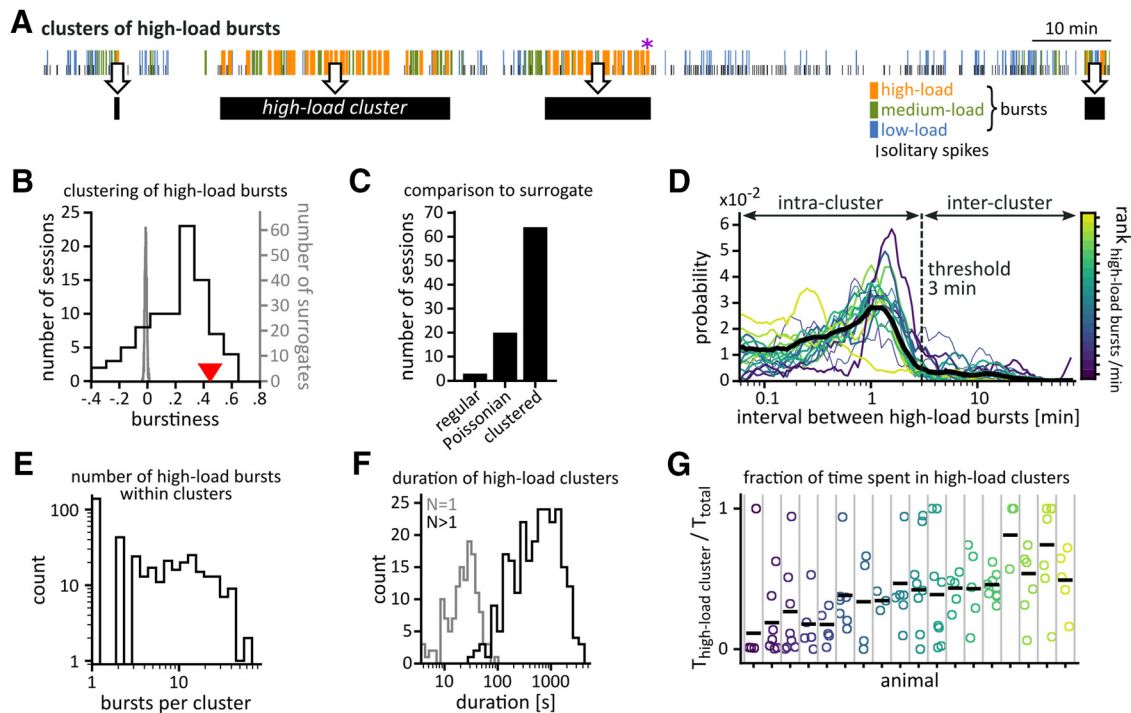 A
clusters of high-load bursts
*
10 min
high-load cluster
high-load
medium-load
low-load
bursts
solitary spikes
B
clustering of high-load bursts
number of sessions
25
20
15
10
5
0
number of surrogates
60
50
40
30
20
10
0
-.4 -.2 0 .2 .4 .6 .8
burstiness
C
comparison to surrogate
number of sessions
70
60
50
40
30
20
10
0
regular
Poissonian
clustered
D
x10-2
intra-cluster
inter-cluster
threshold
3 min
probability
6
5
4
3
2
1
0
0.1 1 10
interval between high-load bursts [min]
rank high-load bursts /min
E
number of high-load bursts
within clusters
count
100
10
1
1 10
bursts per cluster
F
duration of high-load clusters
N=1
N>1
count
25
20
15
10
5
0
10 100 1000
duration [s]
G
fraction of time spent in high-load clusters
T high-load cluster / T total
1
0
animal